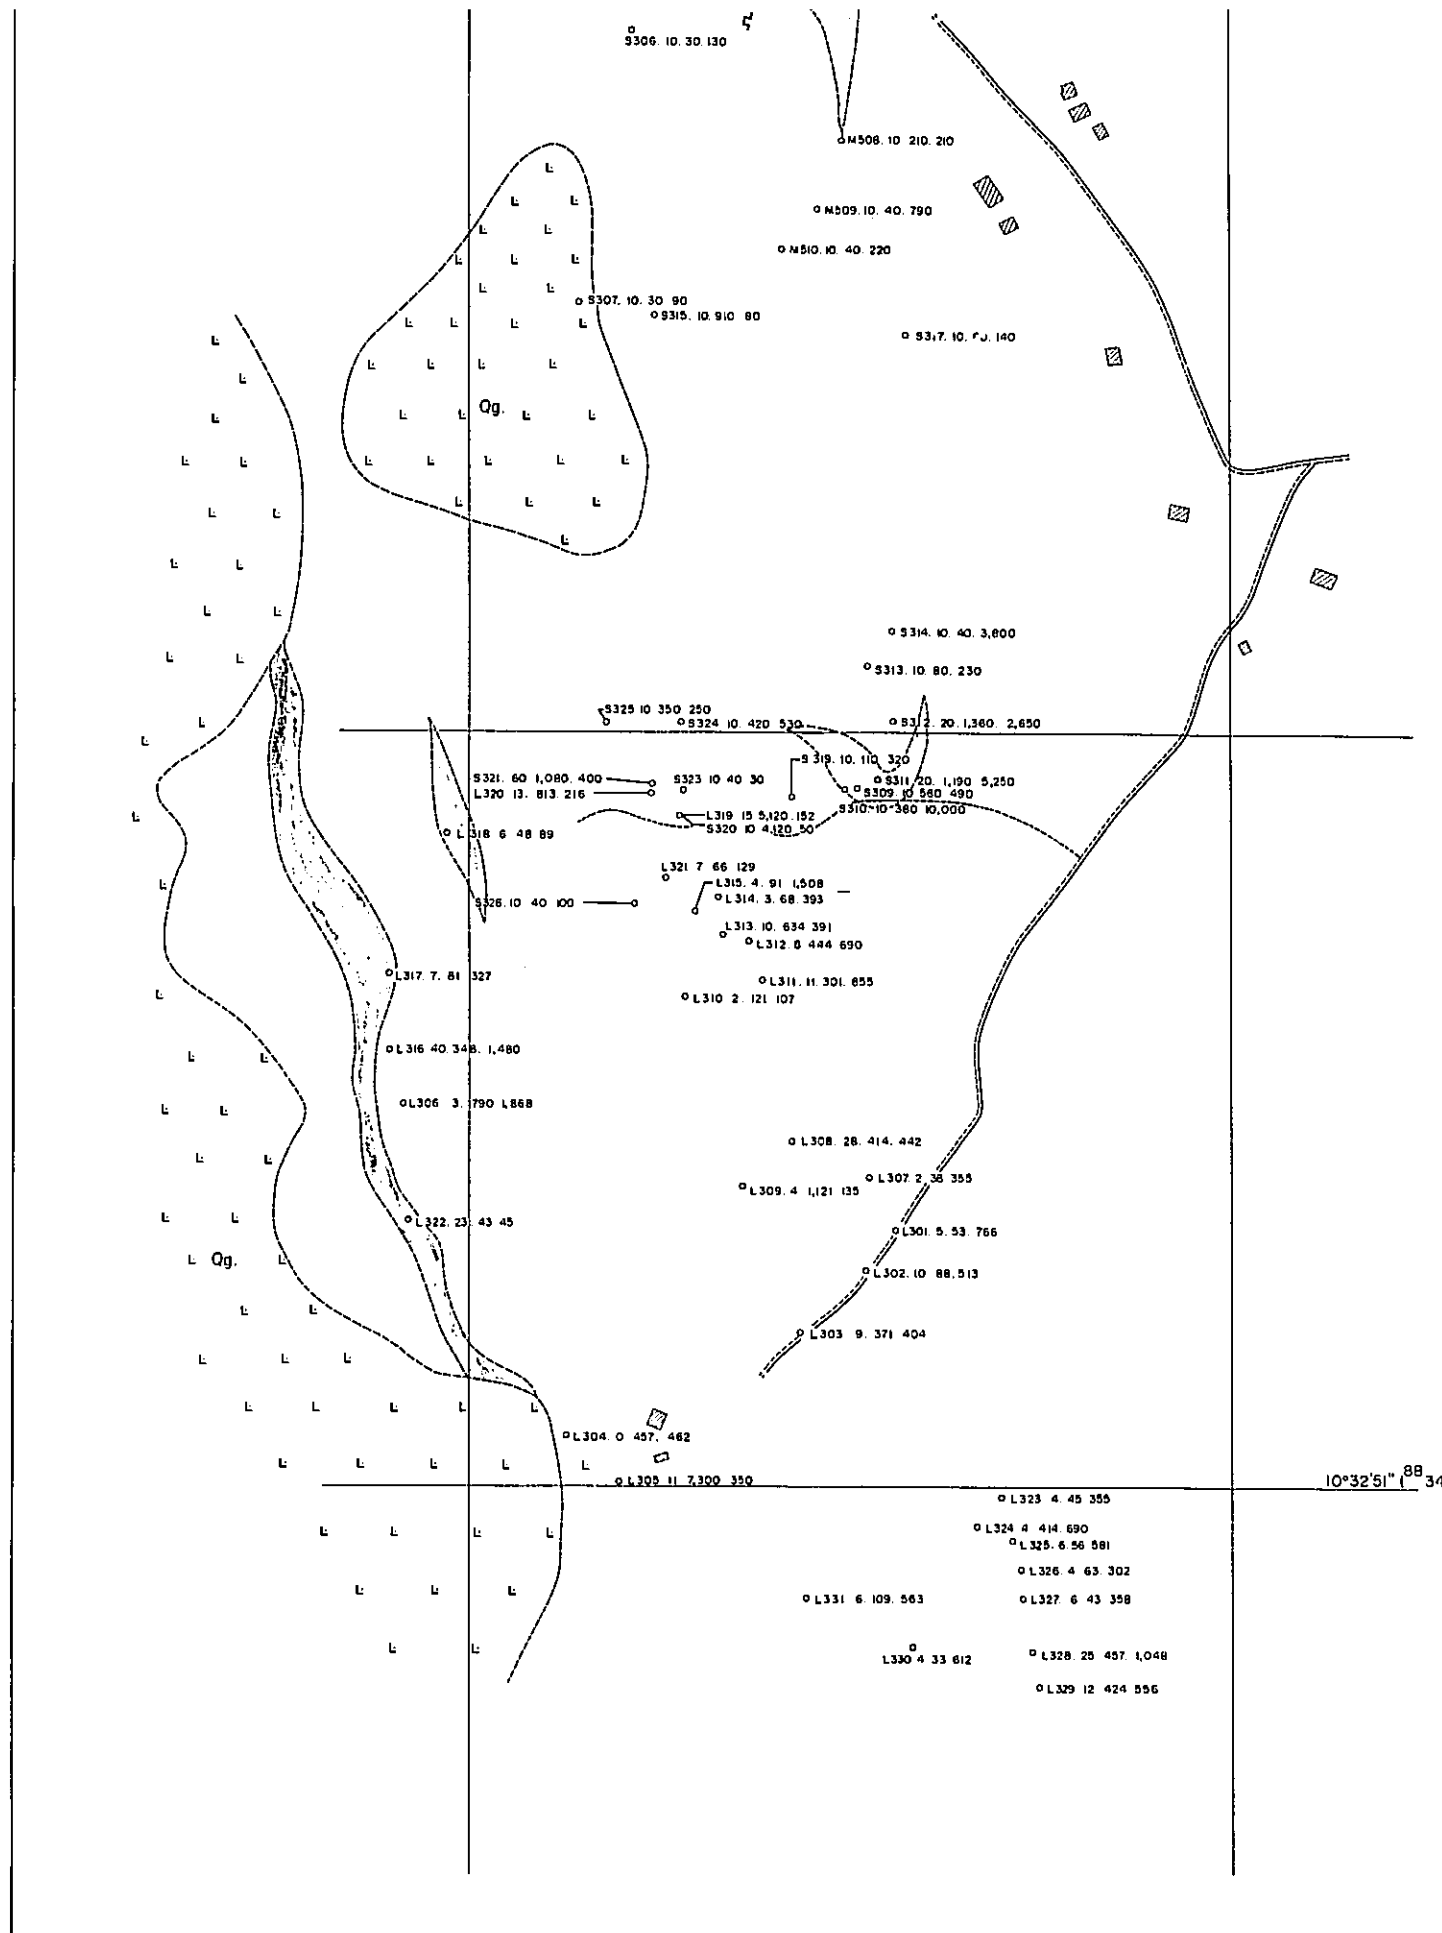 S306. 10. 30. 130
M508. 10 210. 210
M509. 10. 40. 790
M510. 10. 40. 220
S307. 10. 30 90
S315. 10. 910 80
S317. 10. 140
Qg.
S314. 10. 40. 3,800
S313. 10. 80. 230
S325 10 350 250
S324 10. 420 530
S312. 20. 1,360. 2,650
S319. 10. 110 320
S321. 60 1,080. 400
S323 10 40 30
S311. 20. 1,190 5,250
L320 13. 813. 216
S309. 10 560 490
S310. 10 380 10,000
L319 15 5,120. 152
S320 10 4,120 50
L318 6 48 89
L321 7 66 129
L315. 4. 91 1,508
L314. 3. 68. 393
S326. 10 40 100
L313. 10. 634 391
L312. 8 444 690
L317. 7. 81 327
L311. 11. 301. 855
L310 2. 121 107
L316 40. 348. 1,480
L306 3. 790 1,868
L308. 28. 414. 442
L307. 2. 38 355
L309. 4 1,121 135
L322. 23. 43 45
L301. 5. 53. 766
Qg.
L302. 10 88. 513
L303 9. 371 404
L304. 0 457. 462
L305 11 7,300 350
10°32'51" (88 34
L323 4. 45 355
L324 4 414. 690
L325. 6. 56 581
L326. 4 63. 302
L331 6. 109. 563
L327. 6 43 358
L330 4 33 612
L328. 25 457. 1,048
L329 12 424 556